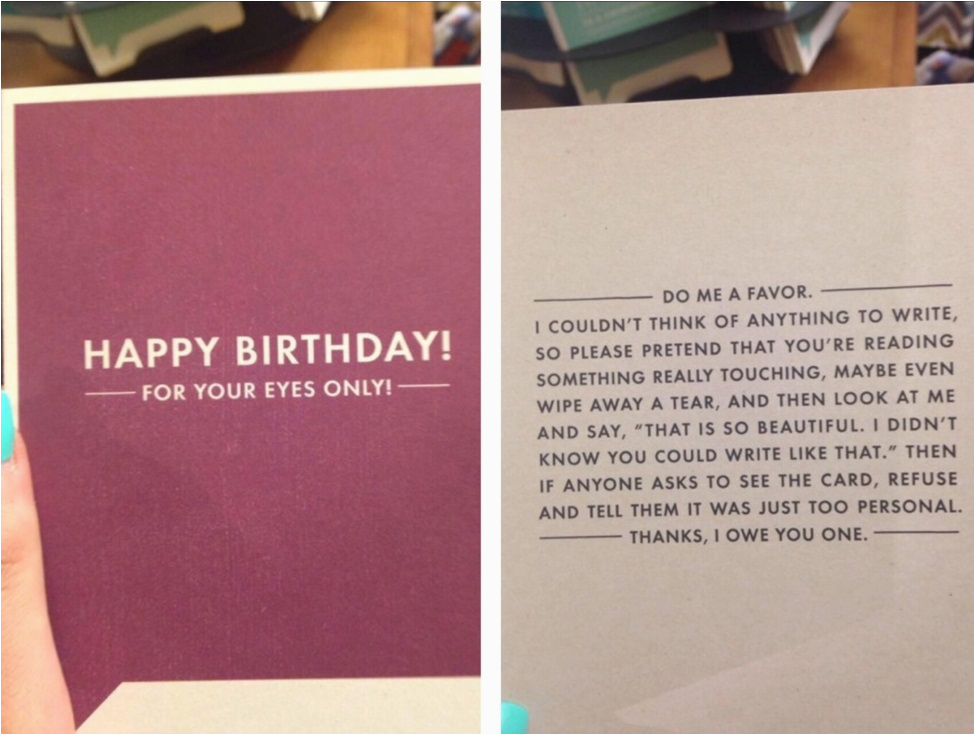 HAPPY BIRTHDAY!
FOR YOUR EYES ONLY!
DO ME A FAVOR.
I COULDN'T THINK OF ANYTHING TO WRITE,
SO PLEASE PRETEND THAT YOU'RE READING
SOMETHING REALLY TOUCHING, MAYBE EVEN
WIPE AWAY A TEAR, AND THEN LOOK AT ME
AND SAY, "THAT IS SO BEAUTIFUL. I DIDN'T
KNOW YOU COULD WRITE LIKE THAT." THEN
IF ANYONE ASKS TO SEE THE CARD, REFUSE
AND TELL THEM IT WAS JUST TOO PERSONAL.
THANKS, I OWE YOU ONE.